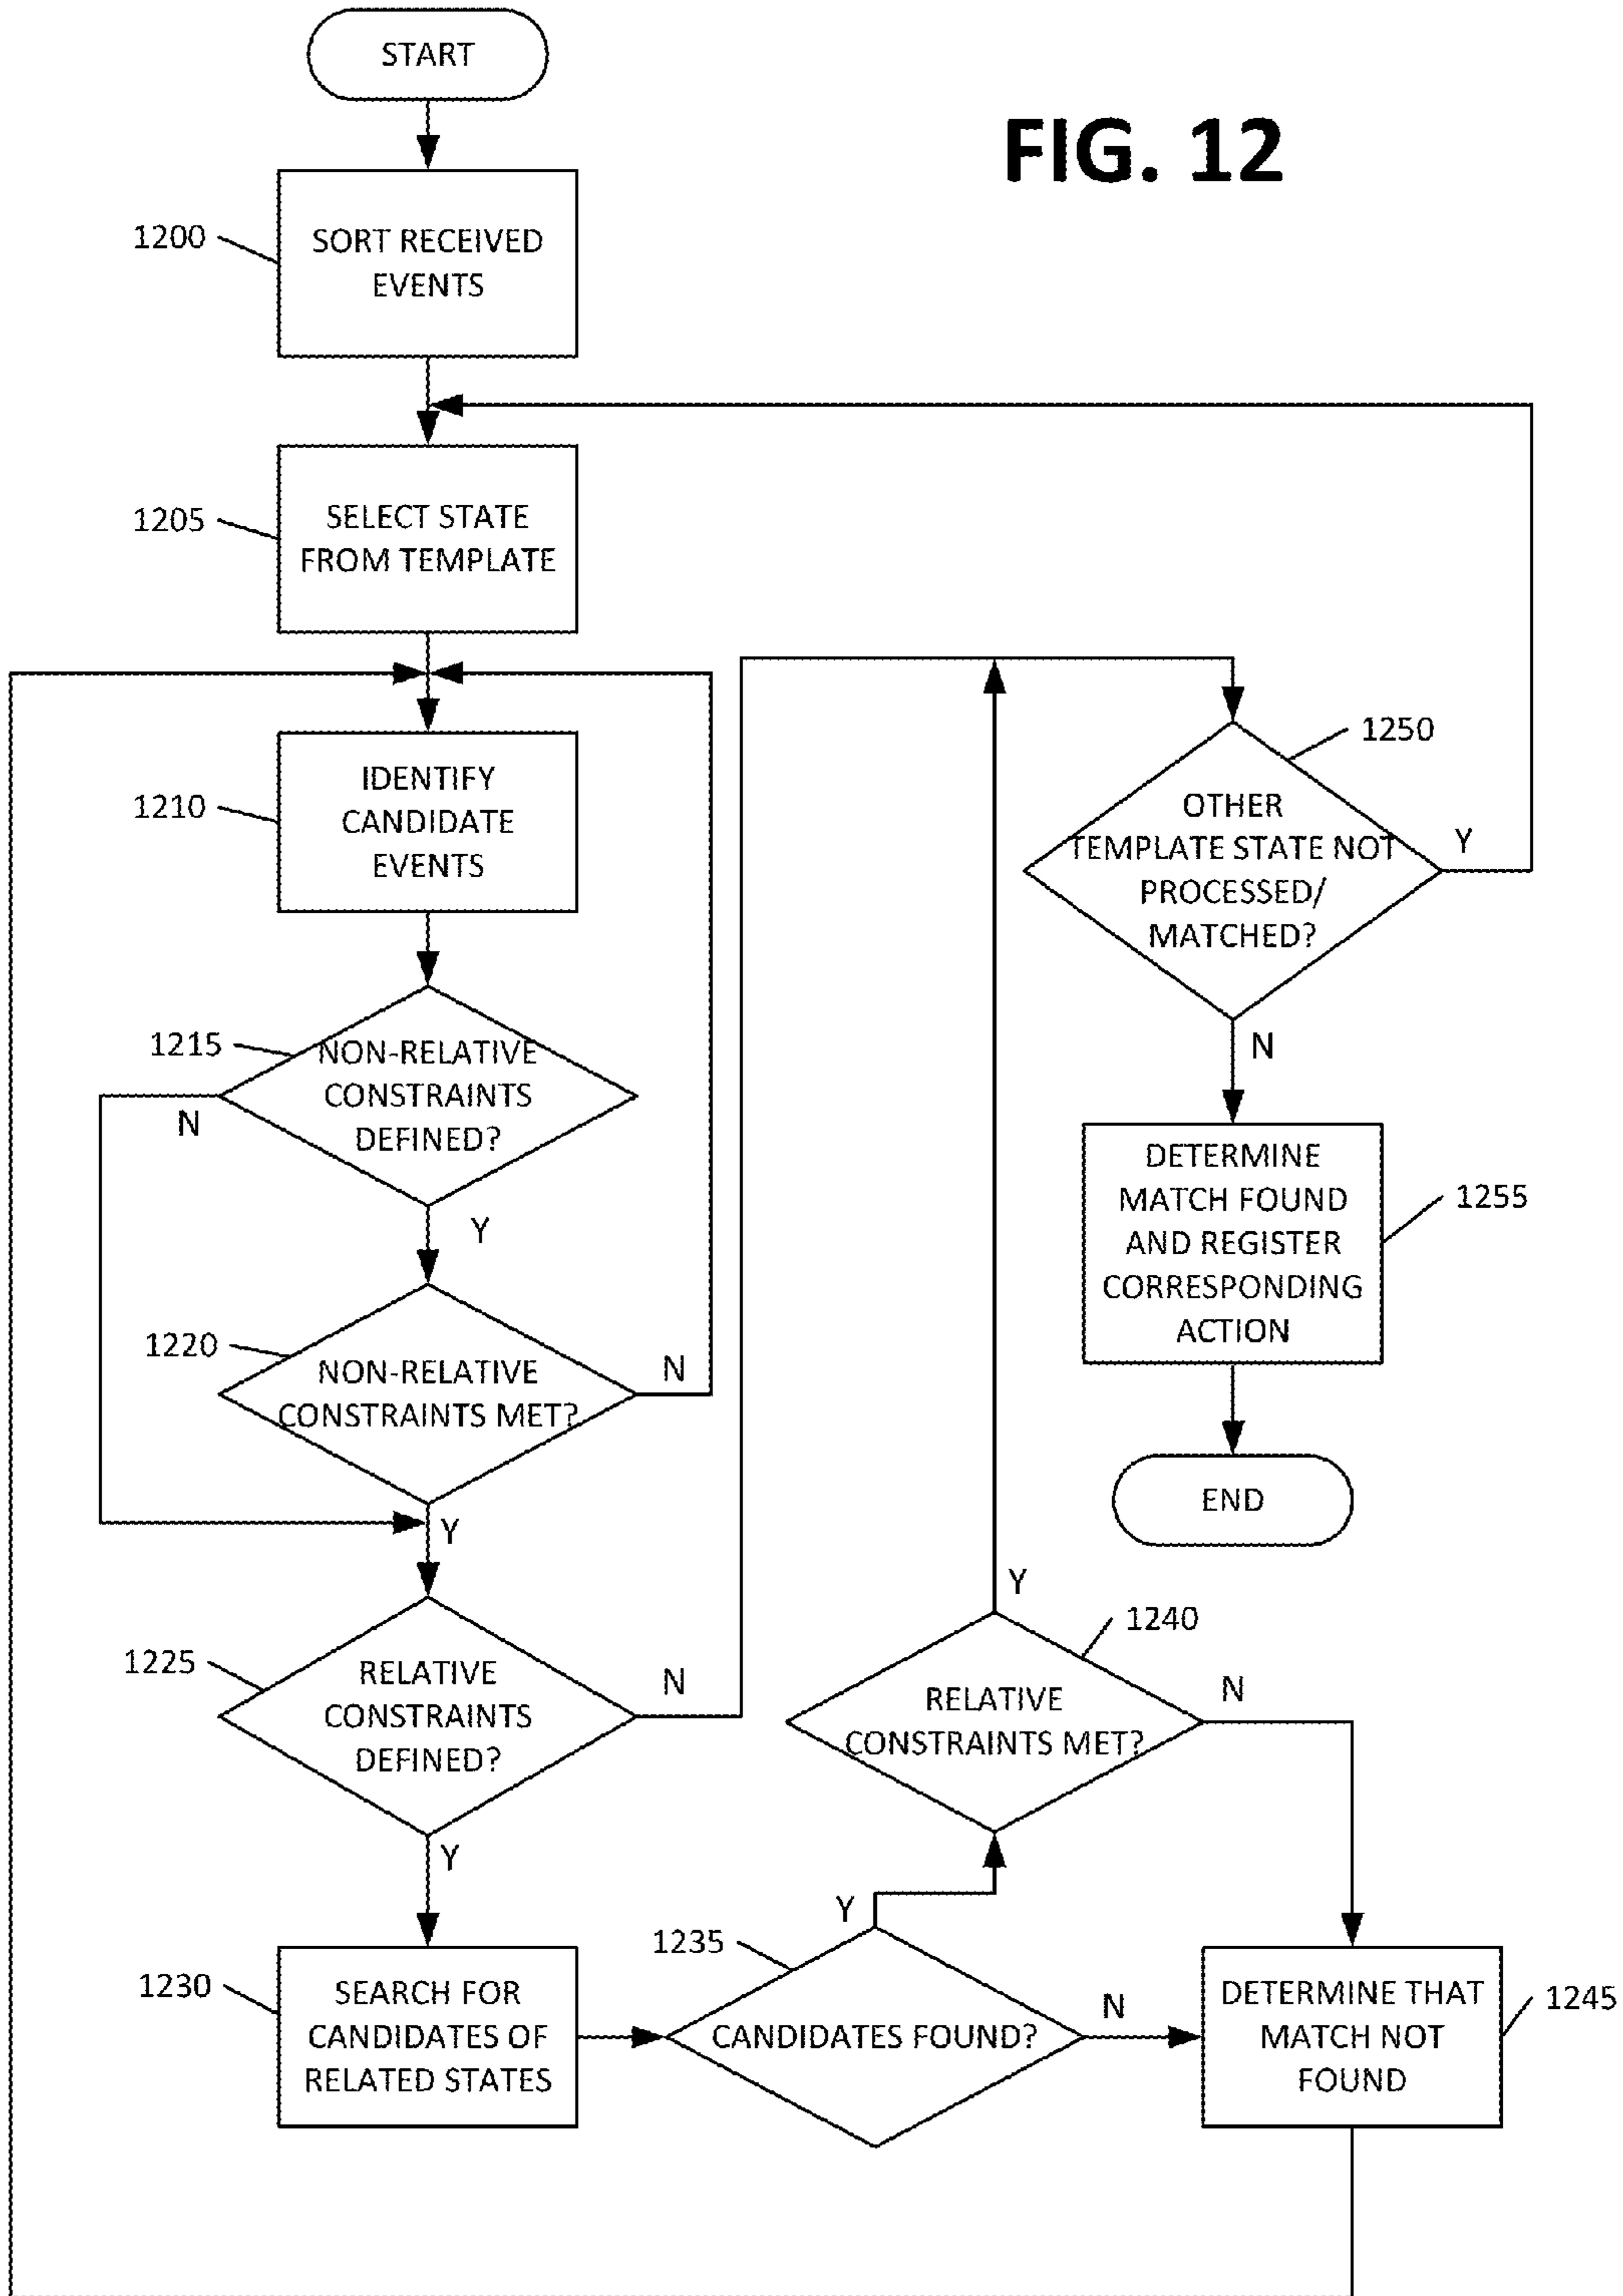 START
FIG. 12
1200
SORT RECEIVED
EVENTS
1205
SELECT STATE
FROM TEMPLATE
1210
IDENTIFY
CANDIDATE
EVENTS
1215
NON-RELATIVE
CONSTRAINTS
DEFINED?
N
Y
1220
NON-RELATIVE
CONSTRAINTS MET?
N
Y
1225
RELATIVE
CONSTRAINTS
DEFINED?
N
Y
1230
SEARCH FOR
CANDIDATES OF
RELATED STATES
1235
CANDIDATES FOUND?
Y
N
1240
RELATIVE
CONSTRAINTS MET?
Y
N
1245
DETERMINE THAT
MATCH NOT
FOUND
1250
OTHER
TEMPLATE STATE NOT
PROCESSED/
MATCHED?
Y
N
1255
DETERMINE
MATCH FOUND
AND REGISTER
CORRESPONDING
ACTION
END